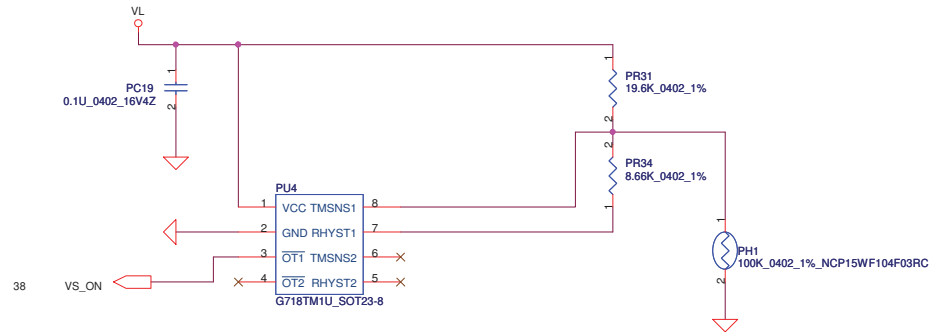 VL
1
PC19
0.1U_0402_16V4Z
2
1
PR31
19.6K_0402_1%
2
2
PR34
8.66K_0402_1%
1
PU4
1 VCC TMSNS1 8
2 GND RHYST1 7
3 OT1 TMSNS2 6
4 OT2 RHYST2 5
G718TM1U_SOT23-8
38 VS_ON
1
PH1
100K_0402_1%_NCP15WF104F03RC
2